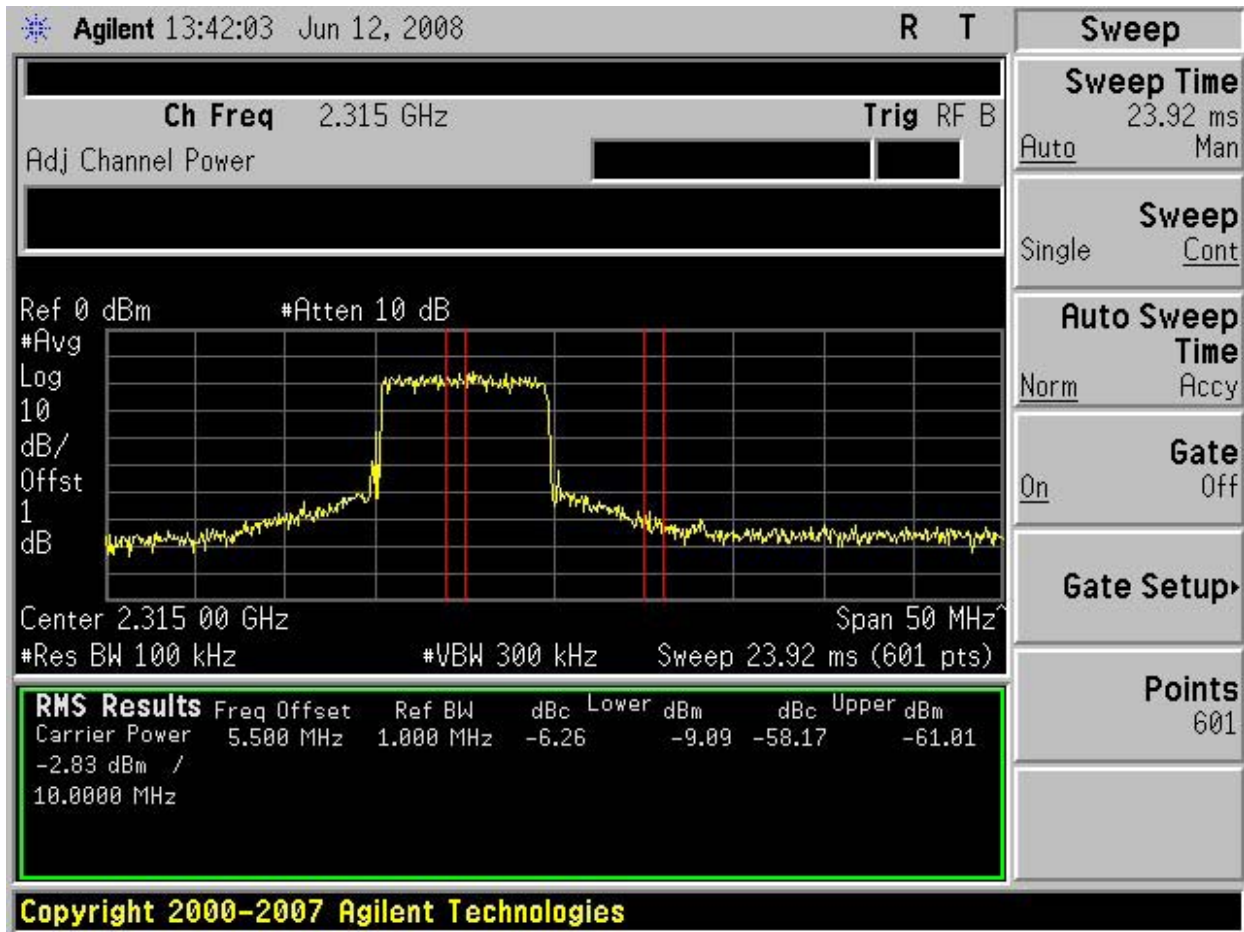 Agilent 13:42:03 Jun 12, 2008 R T
Ch Freq 2.315 GHz Trig RF B
Adj Channel Power
Ref 0 dBm #Atten 10 dB
#Avg
Log
10
dB/
Offst
1
dB
Center 2.315 00 GHz Span 50 MHz^
#Res BW 100 kHz #VBW 300 kHz Sweep 23.92 ms (601 pts)
RMS Results Freq Offset Ref BW dBc Lower dBm dBc Upper dBm
Carrier Power 5.500 MHz 1.000 MHz -6.26 -9.09 -58.17 -61.01
-2.83 dBm /
10.0000 MHz
Copyright 2000-2007 Agilent Technologies
Sweep
Sweep Time
23.92 ms
Auto Man
Sweep
Single Cont
Auto Sweep
Time
Norm Accy
Gate
On Off
Gate Setup
Points
601